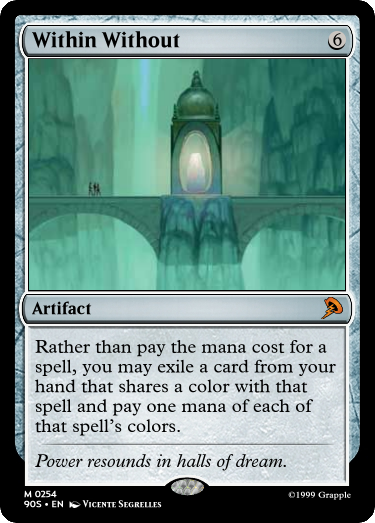 Within Without 6
Artifact
Rather than pay the mana cost for a
spell, you may exile a card from your
hand that shares a color with that
spell and pay one mana of each of
that spell's colors.
Power resounds in halls of dream.
M 0254
90S • EN Vicente Segrelles
©1999 Grapple